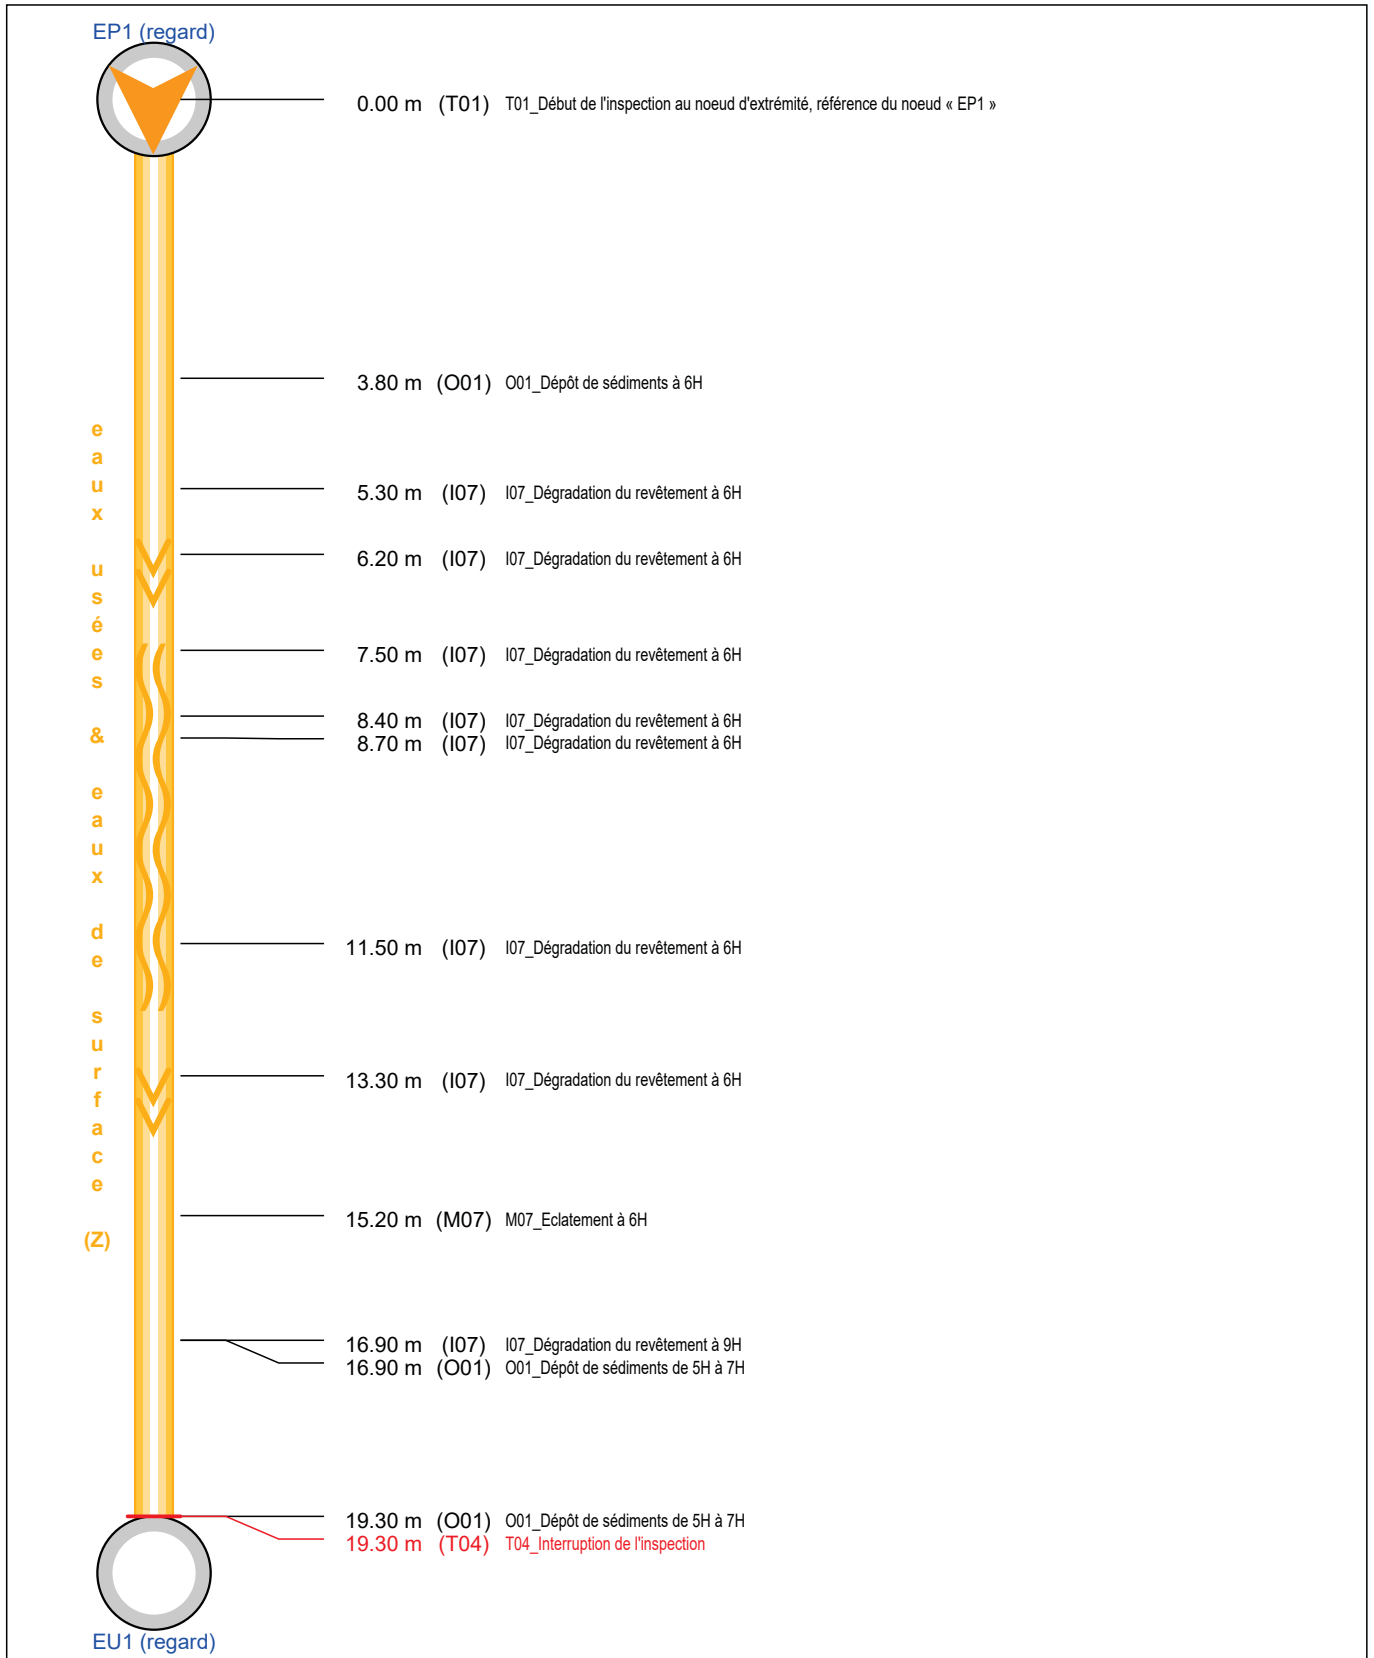 EP1 (regard)
0.00 m (T01) T01_Début de l'inspection au noeud d'extrémité, référence du noeud « EP1 »
3.80 m (O01) O01_Dépôt de sédiments à 6H
5.30 m (I07) I07_Dégradation du revêtement à 6H
6.20 m (I07) I07_Dégradation du revêtement à 6H
7.50 m (I07) I07_Dégradation du revêtement à 6H
8.40 m (I07) I07_Dégradation du revêtement à 6H
8.70 m (I07) I07_Dégradation du revêtement à 6H
11.50 m (I07) I07_Dégradation du revêtement à 6H
13.30 m (I07) I07_Dégradation du revêtement à 6H
15.20 m (M07) M07_Eclatement à 6H
16.90 m (I07) I07_Dégradation du revêtement à 9H
16.90 m (O01) O01_Dépôt de sédiments de 5H à 7H
19.30 m (O01) O01_Dépôt de sédiments de 5H à 7H
19.30 m (T04) T04_Interruption de l'inspection
eaux usées & eaux de surface (Z)
EU1 (regard)